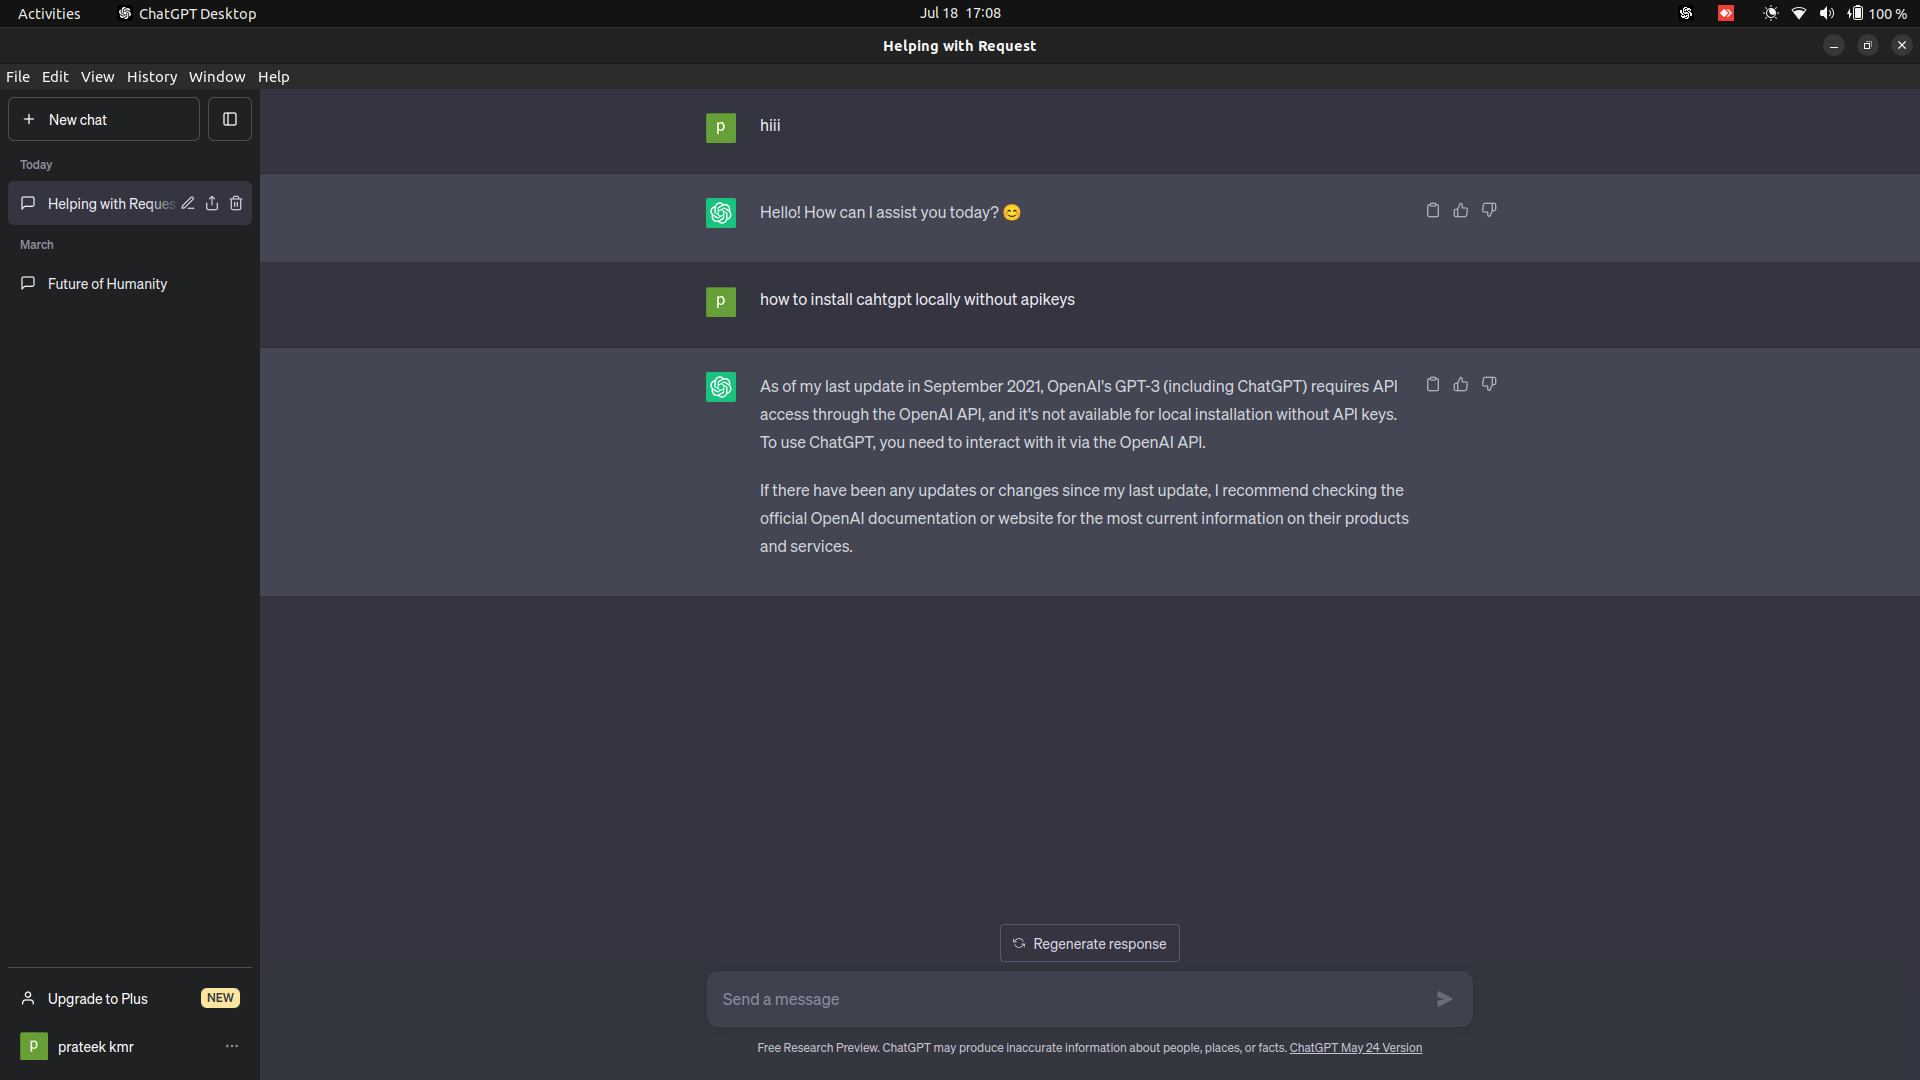 Activities
ChatGPT Desktop
Jul 18 17:08
100 %
Helping with Request
File Edit View History Window Help
New chat
Today
Helping with Reques
March
Future of Humanity
p
hiii
Hello! How can I assist you today? 😊
p
how to install cahtgpt locally without apikeys
As of my last update in September 2021, OpenAI's GPT-3 (including ChatGPT) requires API
access through the OpenAI API, and it's not available for local installation without API keys.
To use ChatGPT, you need to interact with it via the OpenAI API.
If there have been any updates or changes since my last update, I recommend checking the
official OpenAI documentation or website for the most current information on their products
and services.
Regenerate response
Send a message
Free Research Preview. ChatGPT may produce inaccurate information about people, places, or facts. ChatGPT May 24 Version
Upgrade to Plus NEW
p prateek kmr